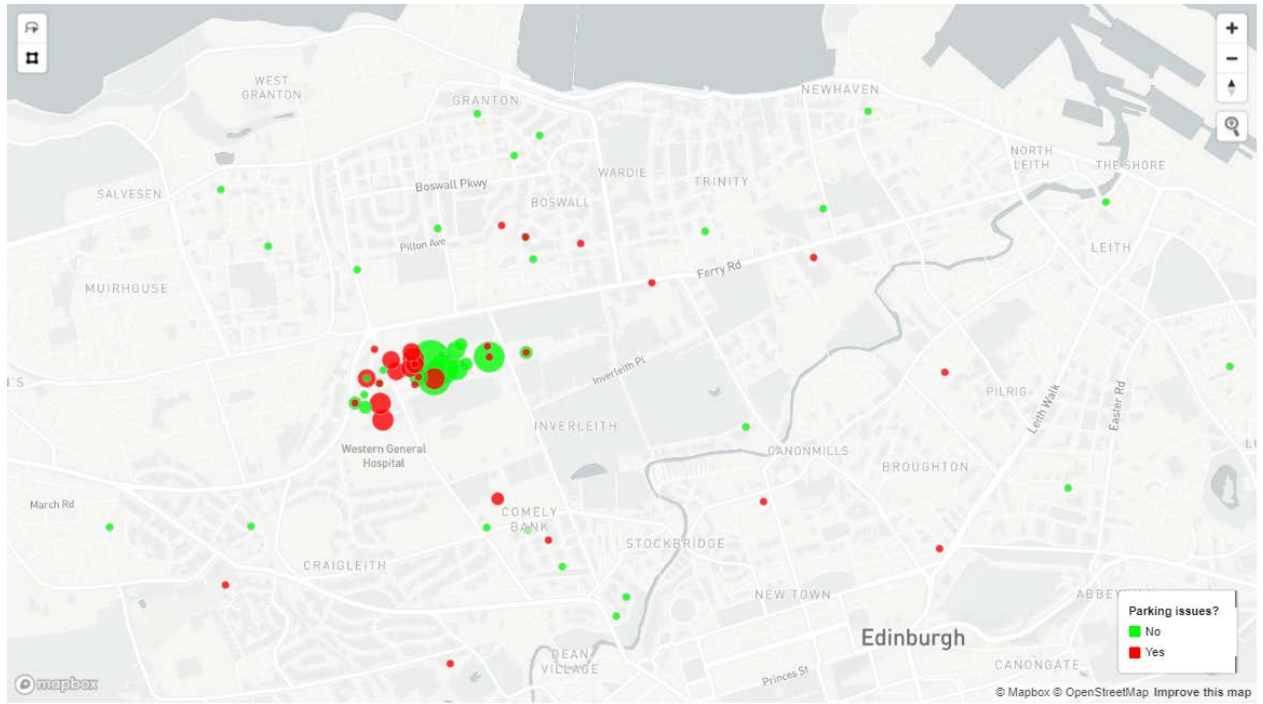 WEST
GRANTON
GRANTON
NEWHAVEN
NORTH
LEITH
THE SHORE
SALVESEN
Boswall Pkwy
WARDIE
TRINITY
BOSWALL
Pilton Ave
LEITH
MUIRHOUSE
Ferry Rd
Inverleith Pl
PILRIG
Leith Walk
Easter Rd
INVERLEITH
Western General
Hospital
CANONMILLS
BROUGHTON
March Rd
COMELY
BANK
STOCKBRIDGE
CRAIGLEITH
NEW TOWN
Parking issues?
No
Yes
Edinburgh
DEAN
VILLAGE
Princes St
CANONGATE
mapbox
© Mapbox © OpenStreetMap Improve this map